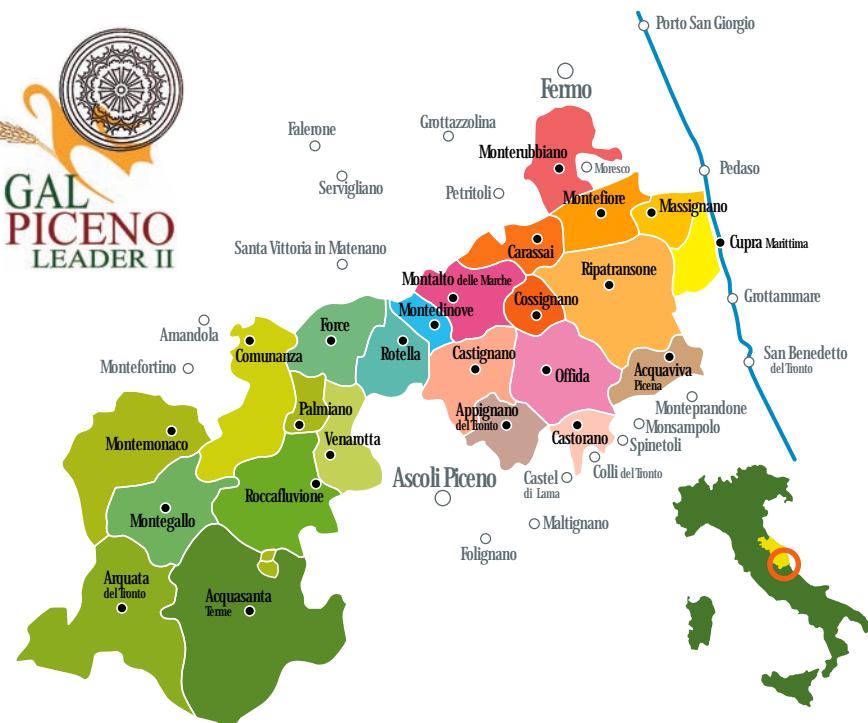 Porto San Giorgio
Fermo
Falerone
Grottazzolina
Monterubbiano
Moresco
Pedaso
Servigliano
Petritoli
GAL
PICENO
LEADER II
Montefiore
Massignano
Santa Vittoria in Matenano
Carassai
Cupra Marittima
Ripatransone
Montalto delle Marche
Cossignano
Grottammare
Montedinove
Amandola
Force
Comunanza
Rotella
Castignano
San Benedetto
del Tronto
Montefortino
Offida
Acquaviva
Picena
Palmiano
Appignano
del Tronto
Castorano
Monteprandone
Monsampolo
Spinetoli
Montemonaco
Venarotta
Colli del Tronto
Ascoli Piceno
Castel
di Lama
Roccafluvione
Montegallo
Maltignano
Folignano
Arquata
del Tronto
Acquasanta
Terme